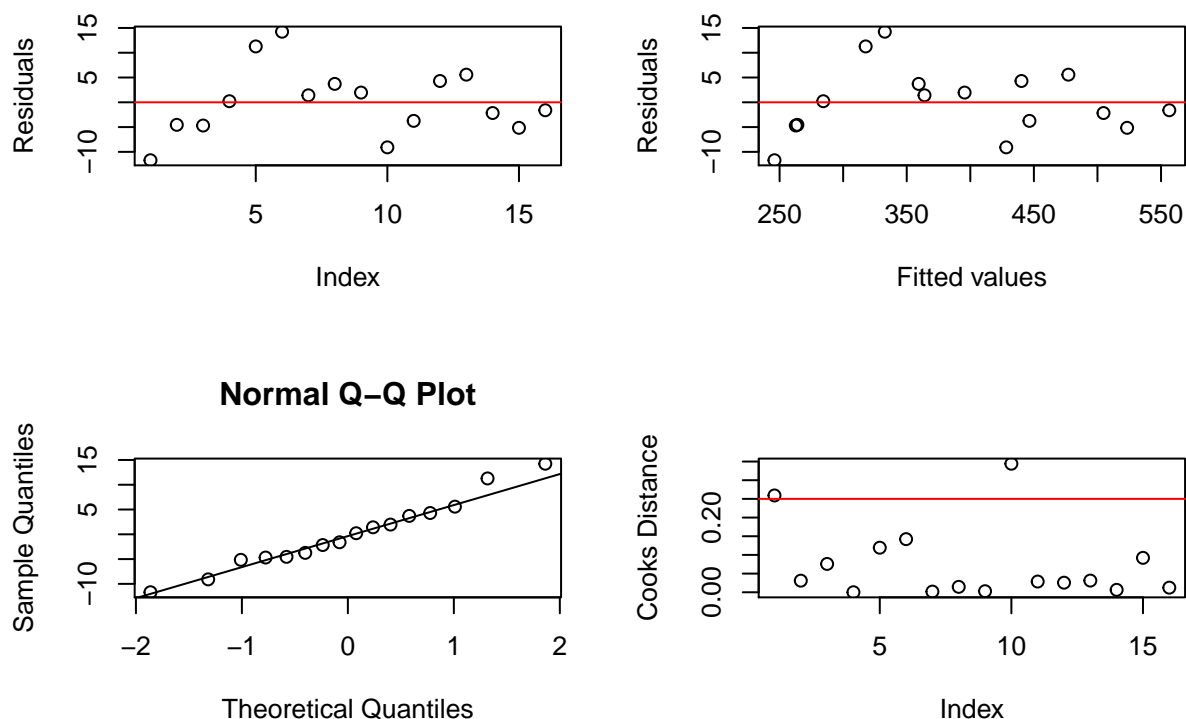 Residuals
15
5
−10
5
10
15
Index
Residuals
15
5
−10
250
350
450
550
Fitted values
Normal Q−Q Plot
Sample Quantiles
15
5
−10
−2
−1
0
1
2
Theoretical Quantiles
Cooks Distance
0.20
0.00
5
10
15
Index